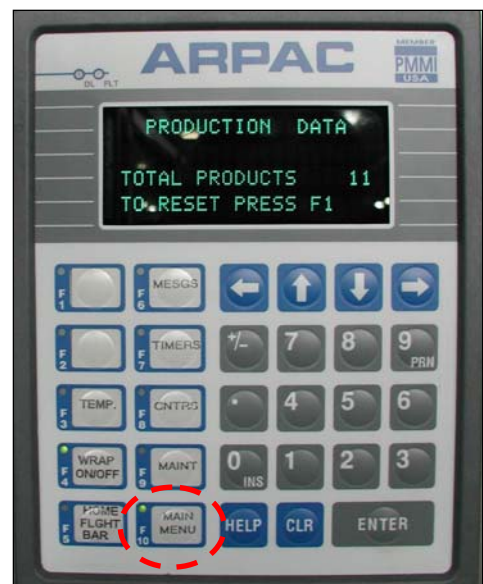 ARPAC
MEMBER
PMMI
USA
DL FLT
PRODUCTION DATA
TOTAL PRODUCTS 11
TO RESET PRESS F1
F1
F6 MESGS
F2
F7 TIMERS
+/- 7 8 9 PRN
F3 TEMP.
F8 CNTRS
. 4 5 6
F4 WRAP ON/OFF
F9 MAINT
0 INS 1 2 3
F5 HOME FLGHT BAR
F10 MAIN MENU
HELP CLR ENTER